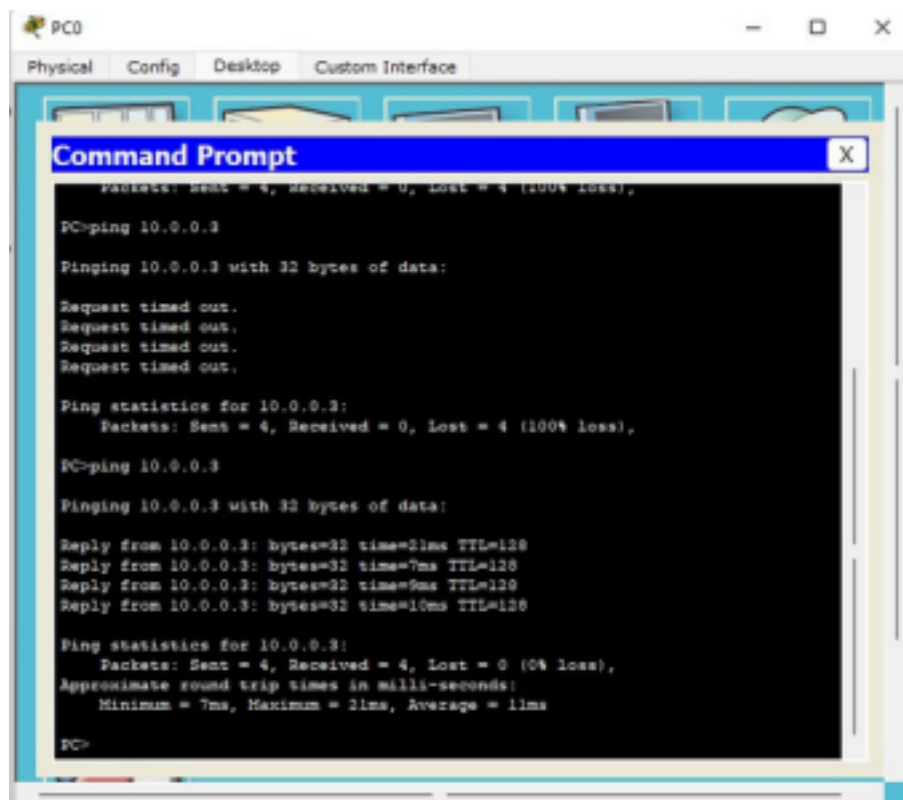 PC0
Physical Config Desktop Custom Interface
Command Prompt X
Packets: Sent = 4, Received = 0, Lost = 4 (100% loss),
PC>ping 10.0.0.3
Pinging 10.0.0.3 with 32 bytes of data:
Request timed out.
Request timed out.
Request timed out.
Request timed out.
Ping statistics for 10.0.0.3:
Packets: Sent = 4, Received = 0, Lost = 4 (100% loss),
PC>ping 10.0.0.3
Pinging 10.0.0.3 with 32 bytes of data:
Reply from 10.0.0.3: bytes=32 time=21ms TTL=128
Reply from 10.0.0.3: bytes=32 time=7ms TTL=128
Reply from 10.0.0.3: bytes=32 time=9ms TTL=128
Reply from 10.0.0.3: bytes=32 time=10ms TTL=128
Ping statistics for 10.0.0.3:
Packets: Sent = 4, Received = 4, Lost = 0 (0% loss),
Approximate round trip times in milli-seconds:
Minimum = 7ms, Maximum = 21ms, Average = 11ms
PC>